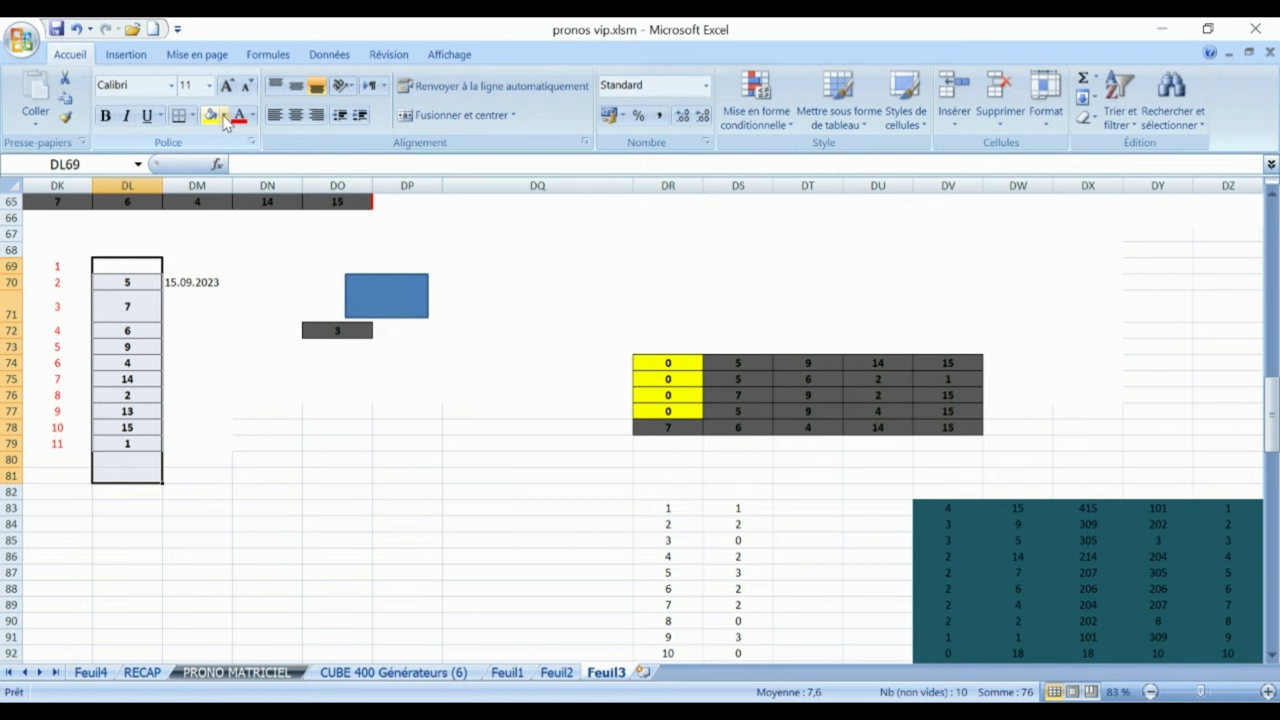 pronos vip.xlsm - Microsoft Excel
Accueil Insertion Mise en page Formules Données Révision Affichage
Coller
Calibri 11
Renvoyer à la ligne automatiquement
Standard
Mise en forme conditionnelle
Mettre sous forme de tableau
Styles de cellules
Insérer Supprimer Format
Trier et filtrer
Rechercher et sélectionner
G I U A
Fusionner et centrer
% ,
Presse-papiers Police Alignement Nombre Style Cellules Édition
DL69 fx
DK DL DM DN DO DP DQ DR DS DT DU DV DW DX DY DZ
65 7 6 4 14 15
66
67
68
69 1
70 2 5 15.09.2023
71 3 7
72 4 6 3
73 5 9
74 6 4 0 5 9 14 15
75 7 14 0 5 6 2 1
76 8 2 0 7 9 2 15
77 9 13 0 5 9 4 15
78 10 15 7 6 4 14 15
79 11 1
80
81
82
83 1 1 4 15 415 101 1
84 2 2 3 9 309 202 2
85 3 0 3 5 305 3 3
86 4 2 2 14 214 204 4
87 5 3 2 7 207 305 5
88 6 2 2 6 206 206 6
89 7 2 2 4 204 207 7
90 8 0 2 2 202 8 8
91 9 3 1 1 101 309 9
92 10 0 0 18 18 10 10
Feuil4 RECAP PRONO MATRICIEL CUBE 400 Générateurs (6) Feuil1 Feuil2 Feuil3
Prêt Moyenne : 7,6 Nb (non vides) : 10 Somme : 76 83 %